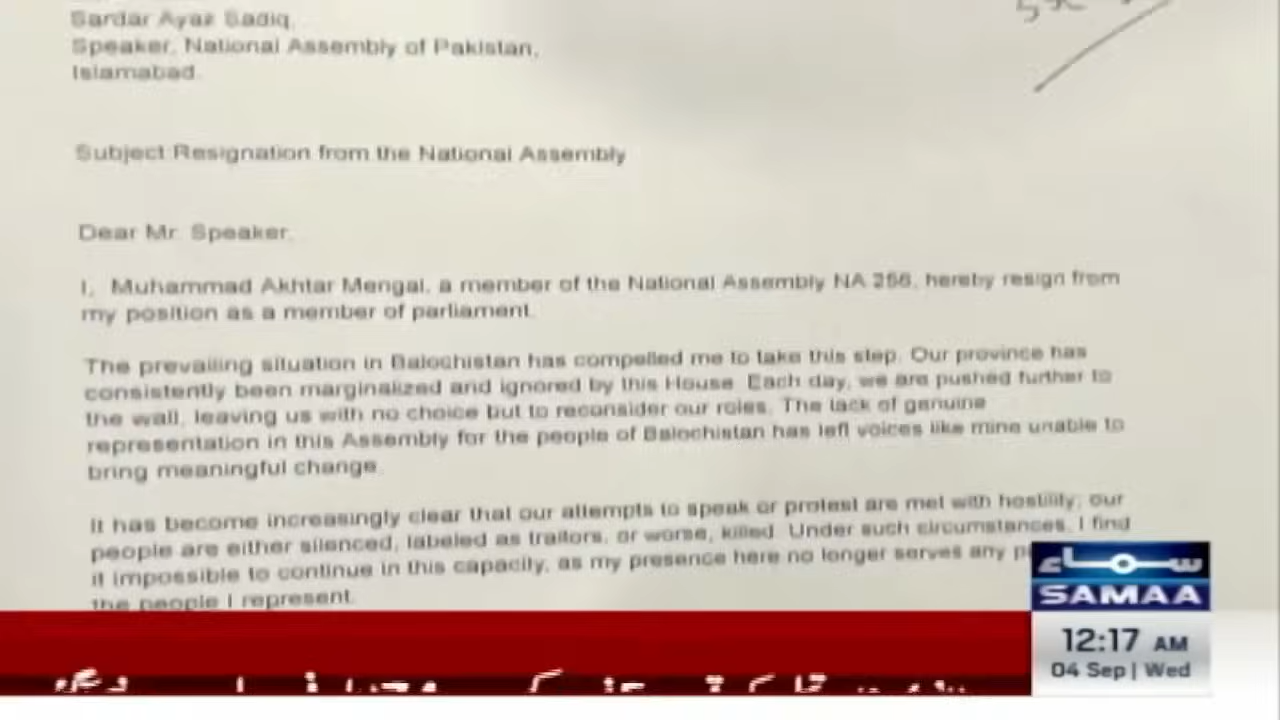 Sardar Ayaz Sadiq,
Speaker, National Assembly of Pakistan,
Islamabad.
Subject Resignation from the National Assembly
Dear Mr. Speaker,
I, Muhammad Akhtar Mengal, a member of the National Assembly NA 256, hereby resign from
my position as a member of parliament.
The prevailing situation in Balochistan has compelled me to take this step. Our province has
consistently been marginalized and ignored by this House. Each day, we are pushed further to
the wall, leaving us with no choice but to reconsider our roles. The lack of genuine
representation in this Assembly for the people of Balochistan has left voices like mine unable to
bring meaningful change.
It has become increasingly clear that our attempts to speak or protest are met with hostility; our
people are either silenced, labeled as traitors, or worse, killed. Under such circumstances, I find
it impossible to continue in this capacity, as my presence here no longer serves any
the people I represent.
سماء
SAMAA
12:17 AM
04 Sep | Wed